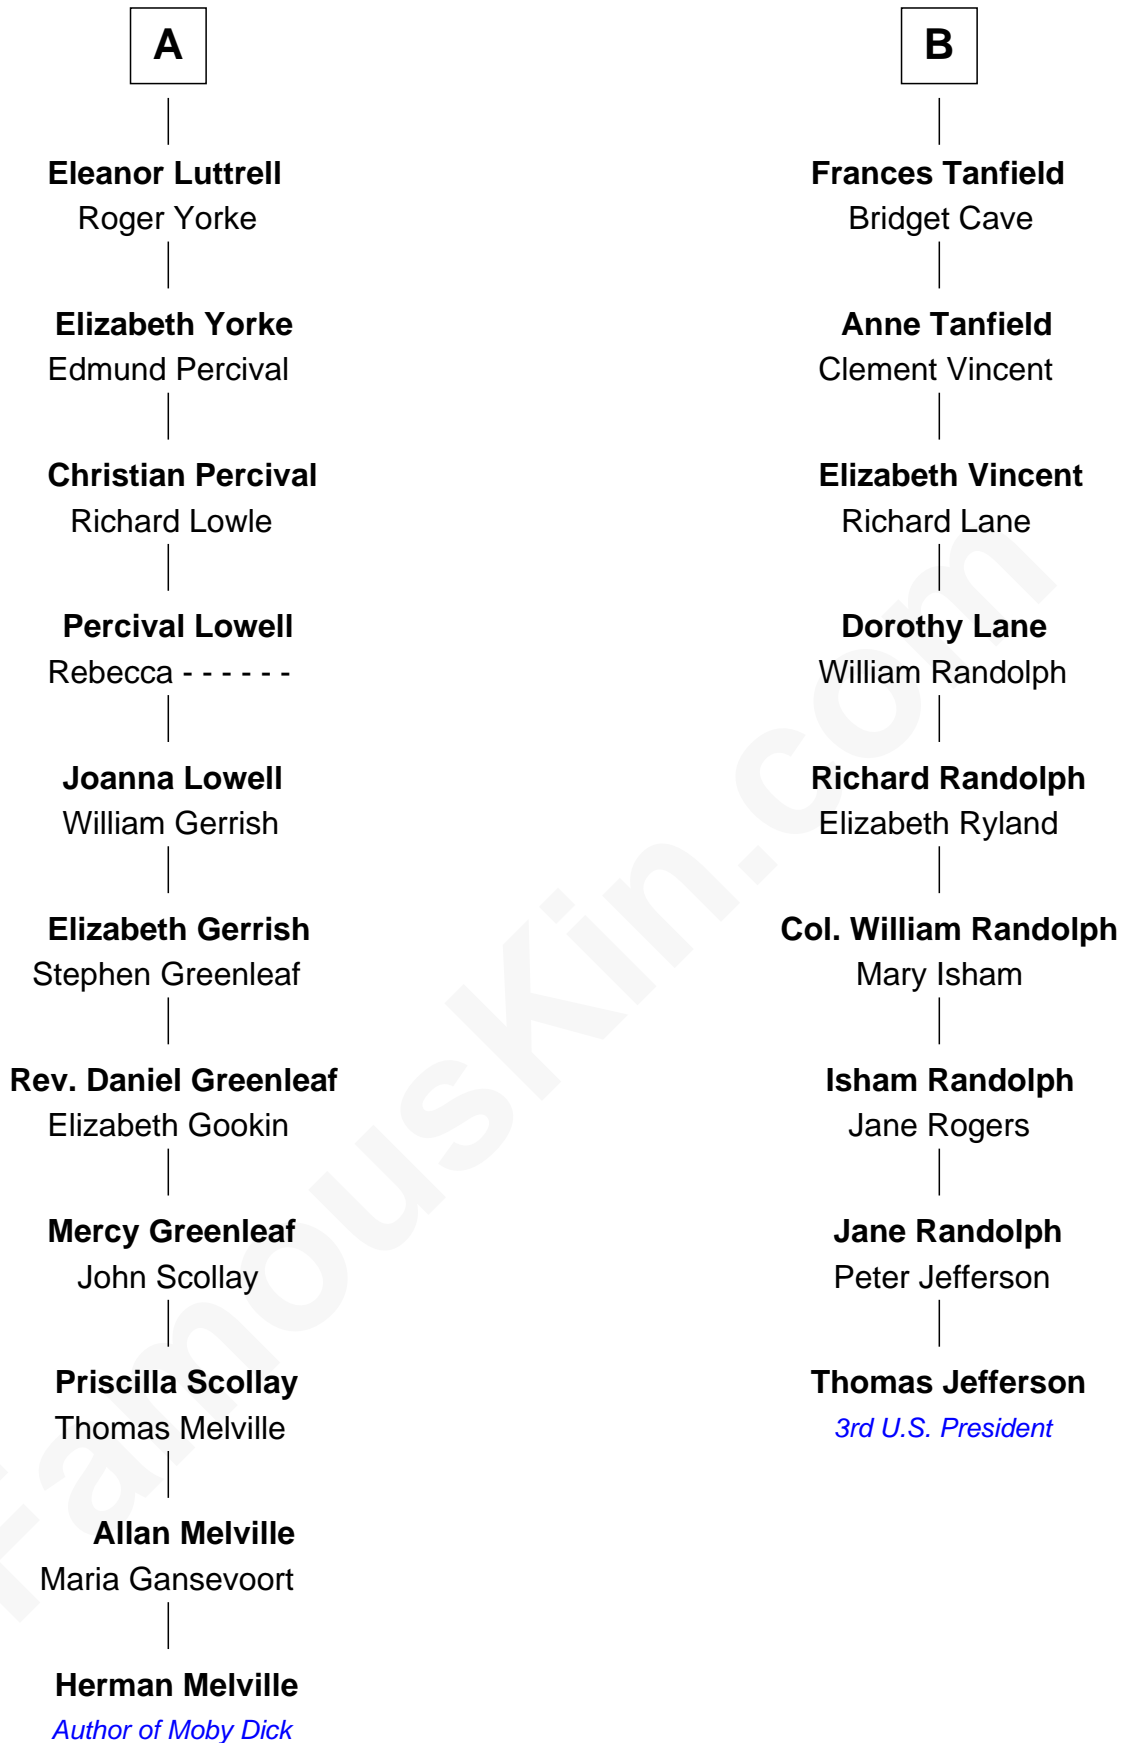 A
Eleanor Luttrell
Roger Yorke
Elizabeth Yorke
Edmund Percival
Christian Percival
Richard Lowle
Percival Lowell
Rebecca - - - - - -
Joanna Lowell
William Gerrish
Elizabeth Gerrish
Stephen Greenleaf
Rev. Daniel Greenleaf
Elizabeth Gookin
Mercy Greenleaf
John Scollay
Priscilla Scollay
Thomas Melville
Allan Melville
Maria Gansevoort
Herman Melville
Author of Moby Dick
B
Frances Tanfield
Bridget Cave
Anne Tanfield
Clement Vincent
Elizabeth Vincent
Richard Lane
Dorothy Lane
William Randolph
Richard Randolph
Elizabeth Ryland
Col. William Randolph
Mary Isham
Isham Randolph
Jane Rogers
Jane Randolph
Peter Jefferson
Thomas Jefferson
3rd U.S. President
FamousKin.com